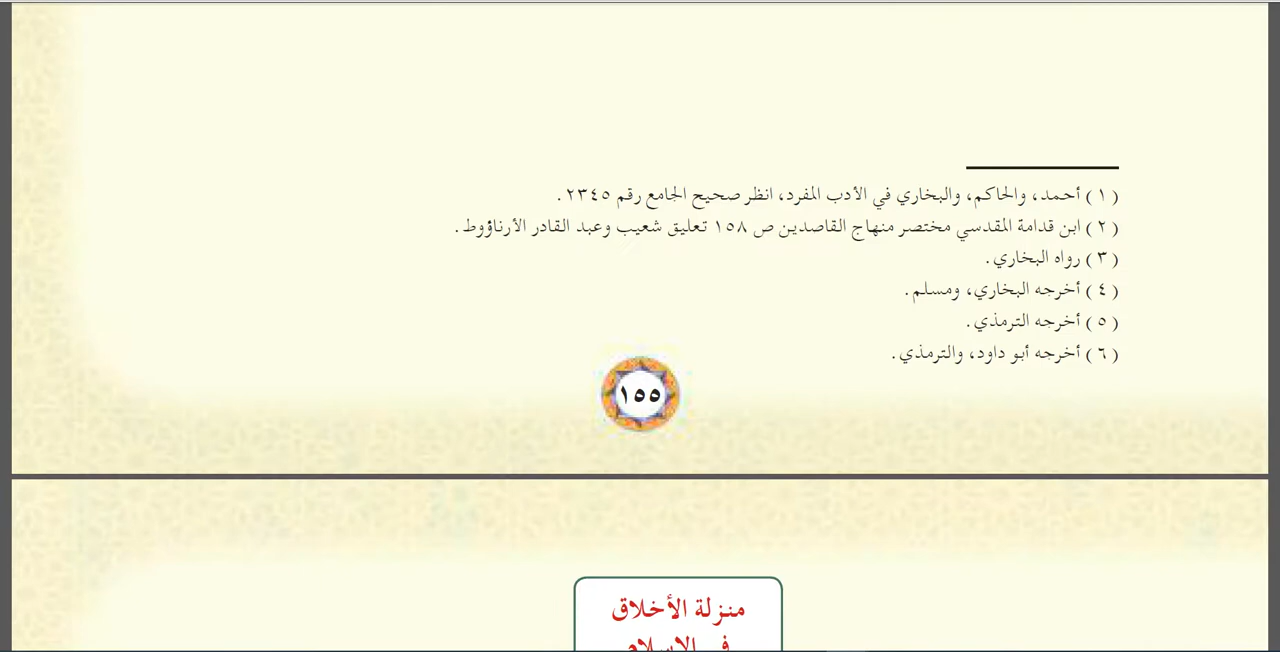 ( ١ ) أحمد، والحاكم، والبخاري في الأدب المفرد، انظر صحيح الجامع رقم ٢٣٤٥ .
( ٢ ) ابن قدامة المقدسي مختصر منهاج القاصدين ص ١٥٨ تعليق شعيب وعبد القادر الأرناؤوط .
( ٣ ) رواه البخاري .
( ٤ ) أخرجه البخاري، ومسلم .
( ٥ ) أخرجه الترمذي .
( ٦ ) أخرجه أبو داود، والترمذي .
١٥٥
منزلة الأخلاق
في الإسلام